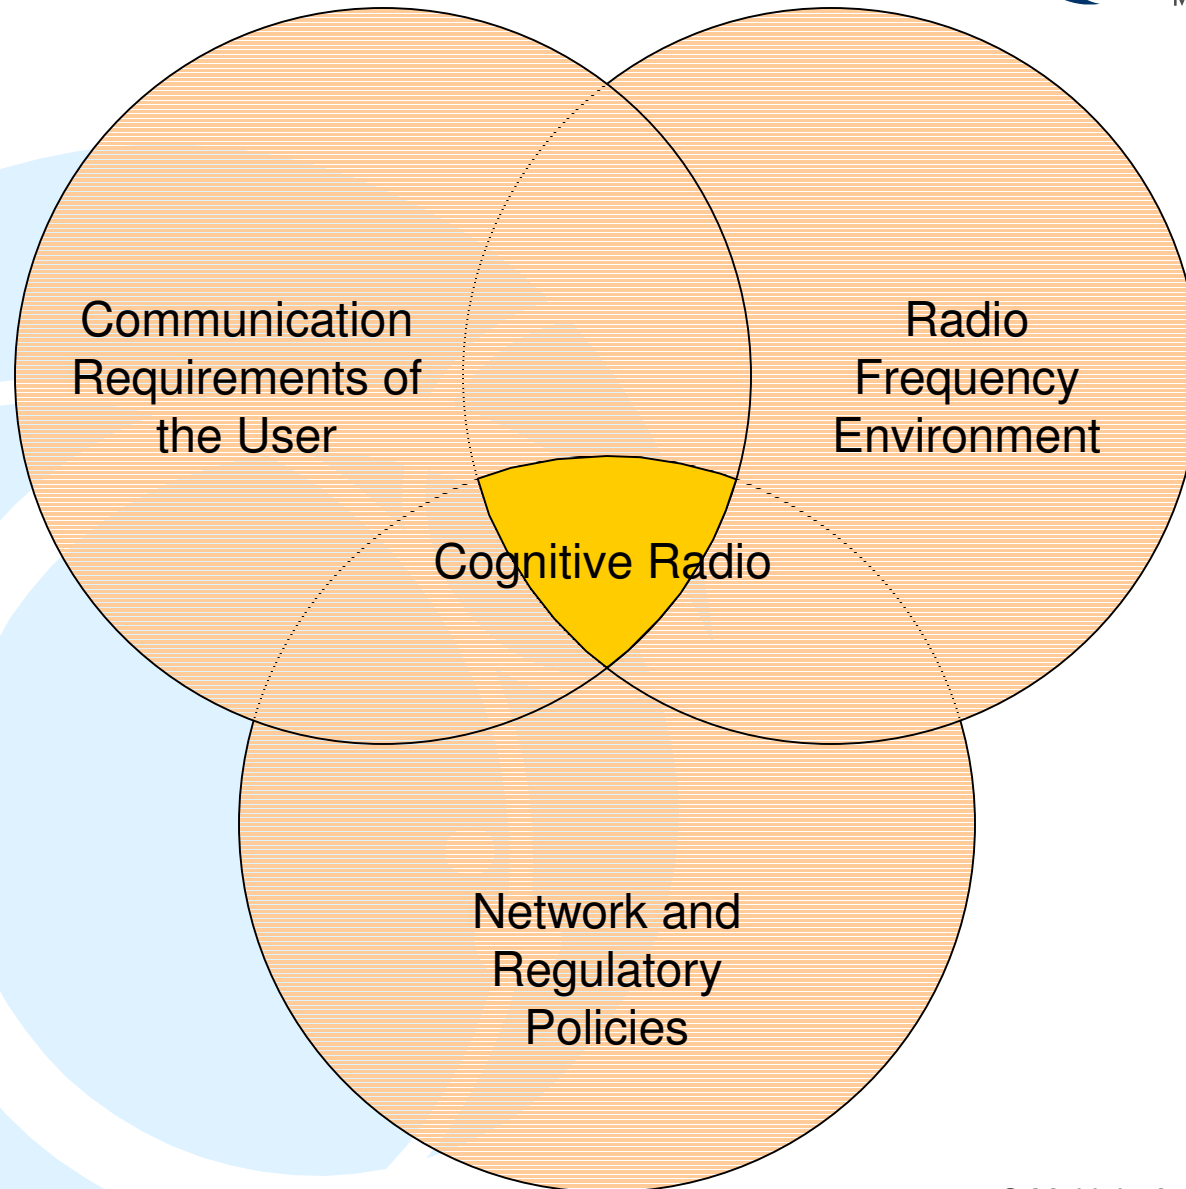 Communication
Requirements of
the User
Radio
Frequency
Environment
Cognitive Radio
Network and
Regulatory
Policies